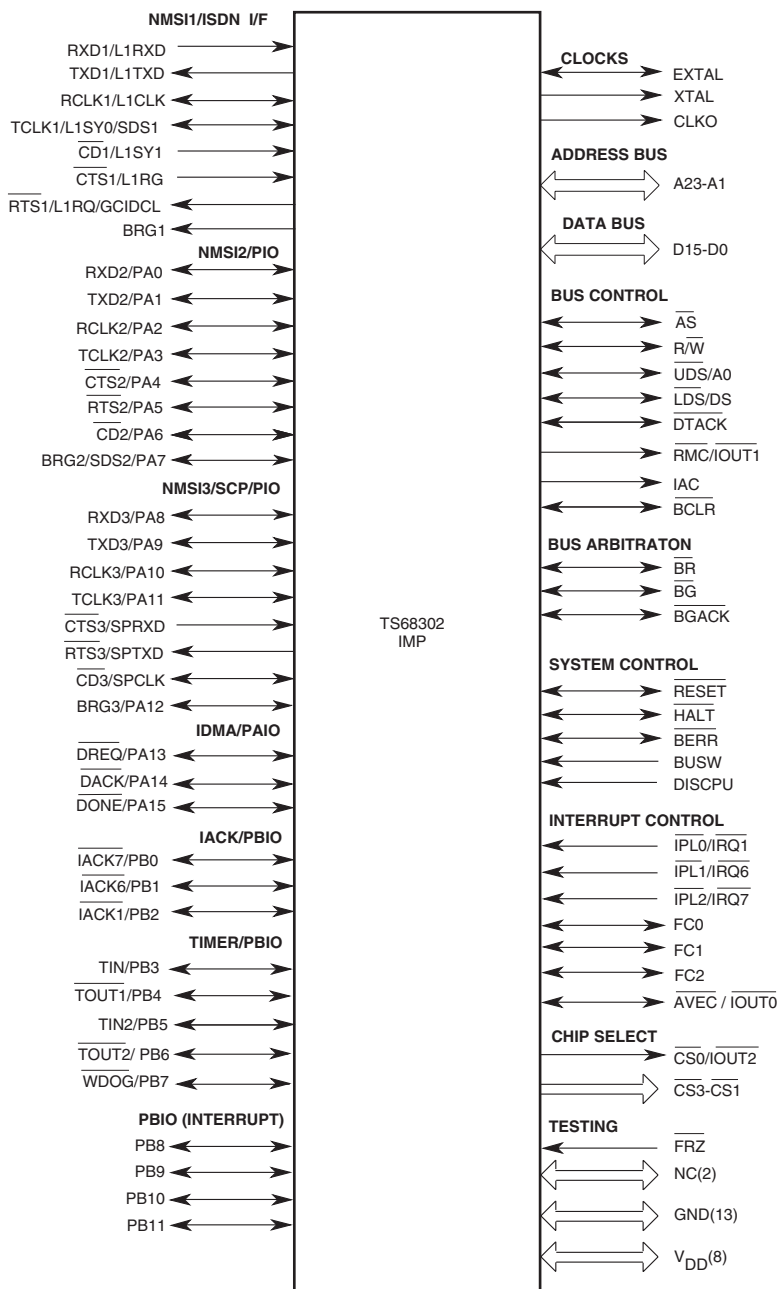 NMSI1/ISDN I/F
RXD1/L1RXD
TXD1/L1TXD
RCLK1/L1CLK
TCLK1/L1SY0/SDS1
CD1/L1SY1
CTS1/L1RG
RTS1/L1RQ/GCIDCL
BRG1
NMSI2/PIO
RXD2/PA0
TXD2/PA1
RCLK2/PA2
TCLK2/PA3
CTS2/PA4
RTS2/PA5
CD2/PA6
BRG2/SDS2/PA7
NMSI3/SCP/PIO
RXD3/PA8
TXD3/PA9
RCLK3/PA10
TCLK3/PA11
CTS3/SPRXD
RTS3/SPTXD
CD3/SPCLK
BRG3/PA12
IDMA/PAIO
DREQ/PA13
DACK/PA14
DONE/PA15
IACK/PBIO
IACK7/PB0
IACK6/PB1
IACK1/PB2
TIMER/PBIO
TIN/PB3
TOUT1/PB4
TIN2/PB5
TOUT2/ PB6
WDOG/PB7
PBIO (INTERRUPT)
PB8
PB9
PB10
PB11
TS68302
IMP
CLOCKS
EXTAL
XTAL
CLKO
ADDRESS BUS
A23-A1
DATA BUS
D15-D0
BUS CONTROL
AS
R/W
UDS/A0
LDS/DS
DTACK
RMC/IOUT1
IAC
BCLR
BUS ARBITRATON
BR
BG
BGACK
SYSTEM CONTROL
RESET
HALT
BERR
BUSW
DISCPU
INTERRUPT CONTROL
IPL0/IRQ1
IPL1/IRQ6
IPL2/IRQ7
FC0
FC1
FC2
AVEC / IOUT0
CHIP SELECT
CS0/IOUT2
CS3-CS1
TESTING
FRZ
NC(2)
GND(13)
VDD(8)